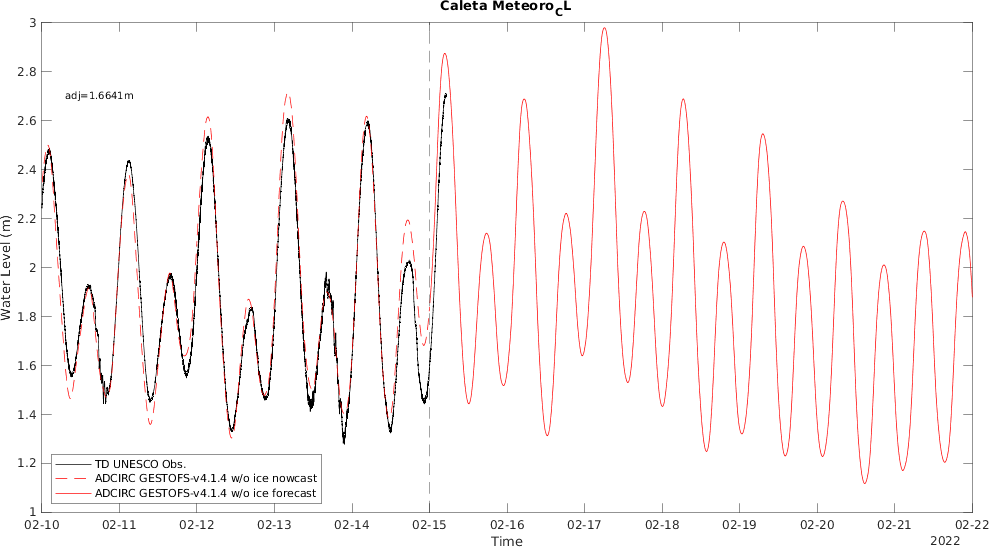 Caleta Meteoro_CL
3
2.8
adj=1.6641m
2.6
2.4
2.2
2
1.8
1.6
1.4
1.2
1
Water Level (m)
TD UNESCO Obs.
ADCIRC GESTOFS-v4.1.4 w/o ice nowcast
ADCIRC GESTOFS-v4.1.4 w/o ice forecast
02-10 02-11 02-12 02-13 02-14 02-15 02-16 02-17 02-18 02-19 02-20 02-21 02-22
Time
2022